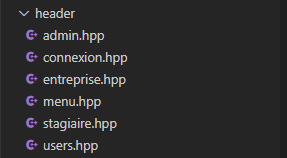 header
admin.hpp
connexion.hpp
entreprise.hpp
menu.hpp
stagiaire.hpp
users.hpp